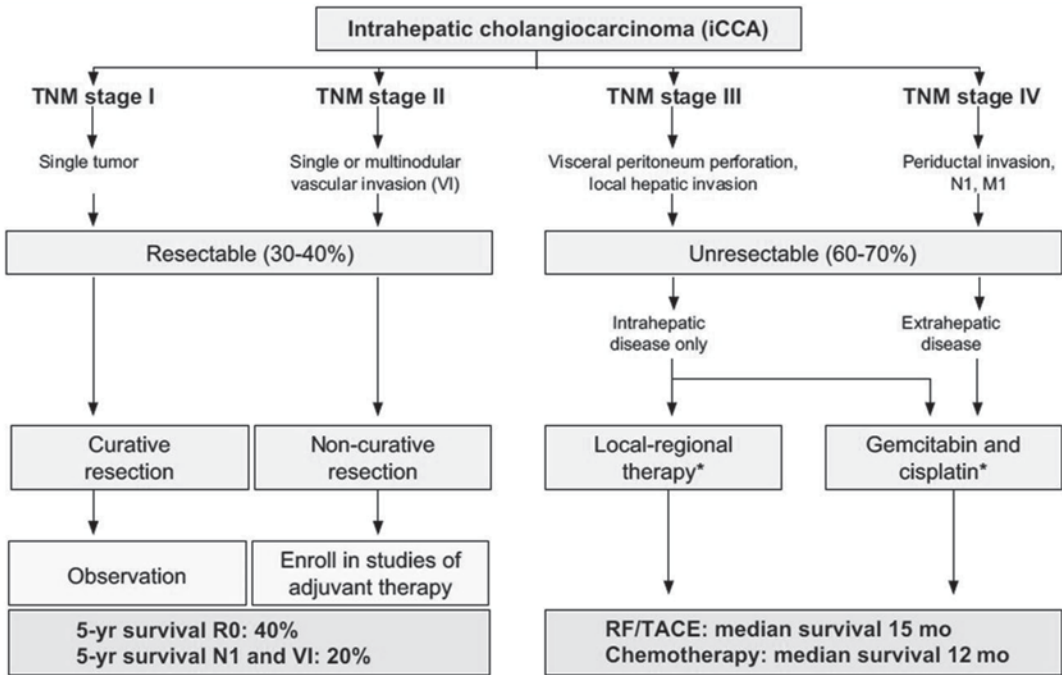 Intrahepatic cholangiocarcinoma (iCCA)
TNM stage I
TNM stage II
TNM stage III
TNM stage IV
Single tumor
Single or multinodular
vascular invasion (VI)
Visceral peritoneum perforation,
local hepatic invasion
Periductal invasion,
N1, M1
Resectable (30-40%)
Unresectable (60-70%)
Intrahepatic
disease only
Extrahepatic
disease
Curative
resection
Non-curative
resection
Local-regional
therapy*
Gemcitabin and
cisplatin*
Observation
Enroll in studies of
adjuvant therapy
5-yr survival R0: 40%
5-yr survival N1 and VI: 20%
RF/TACE: median survival 15 mo
Chemotherapy: median survival 12 mo